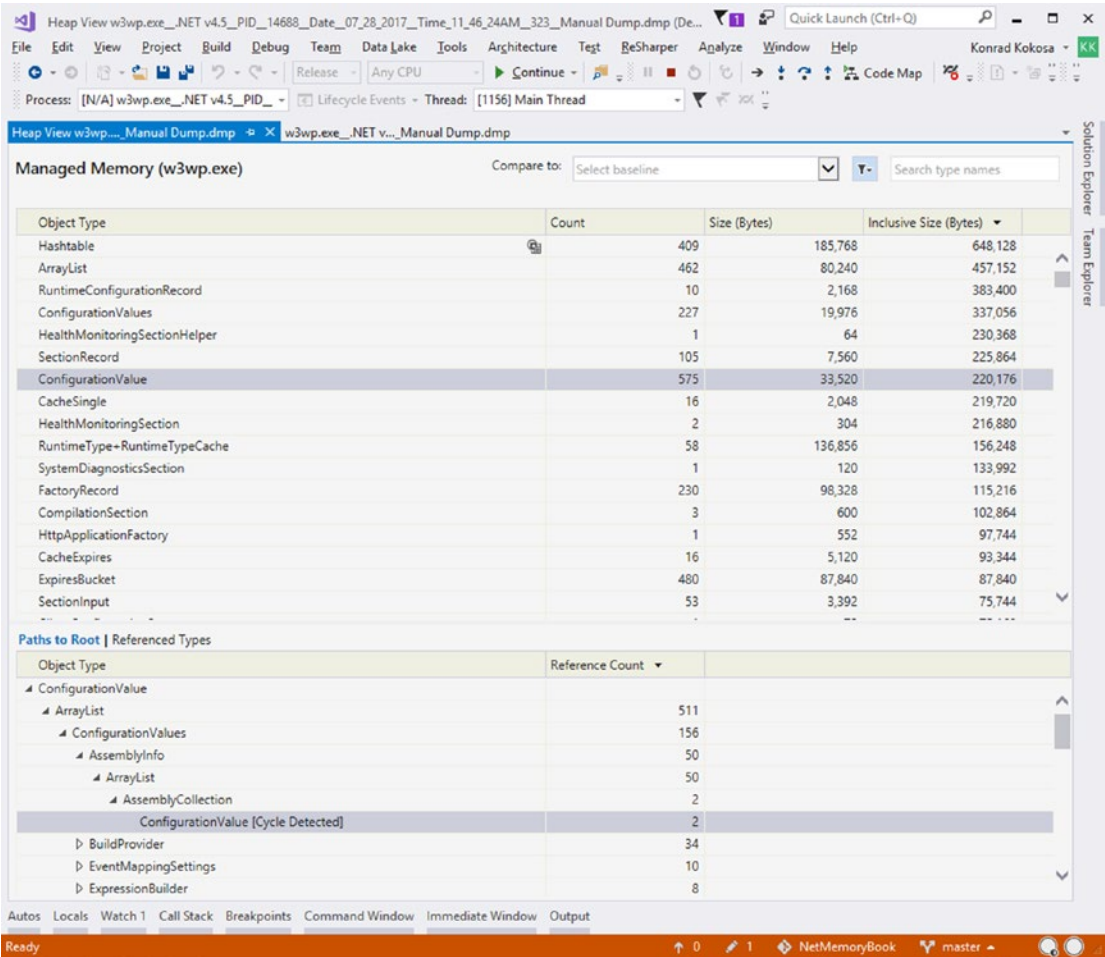 Heap View w3wp.exe__.NET v4.5__PID__14688__Date__07_28_2017__Time_11_46_24AM__323__Manual Dump.dmp (De... 1 Quick Launch (Ctrl+Q)
File Edit View Project Build Debug Team Data Lake Tools Architecture Test ReSharper Analyze Window Help Konrad Kokosa KK
Release Any CPU Continue Code Map
Process: [N/A] w3wp.exe__.NET v4.5__PID__ Lifecycle Events Thread: [1156] Main Thread
Heap View w3wp...._Manual Dump.dmp w3wp.exe__.NET v..._Manual Dump.dmp
Solution Explorer
Team Explorer
Managed Memory (w3wp.exe) Compare to: Select baseline Search type names
Object Type Count Size (Bytes) Inclusive Size (Bytes)
Hashtable 409 185,768 648,128
ArrayList 462 80,240 457,152
RuntimeConfigurationRecord 10 2,168 383,400
ConfigurationValues 227 19,976 337,056
HealthMonitoringSectionHelper 1 64 230,368
SectionRecord 105 7,560 225,864
ConfigurationValue 575 33,520 220,176
CacheSingle 16 2,048 219,720
HealthMonitoringSection 2 304 216,880
RuntimeType+RuntimeTypeCache 58 136,856 156,248
SystemDiagnosticsSection 1 120 133,992
FactoryRecord 230 98,328 115,216
CompilationSection 3 600 102,864
HttpApplicationFactory 1 552 97,744
CacheExpires 16 5,120 93,344
ExpiresBucket 480 87,840 87,840
SectionInput 53 3,392 75,744
Paths to Root | Referenced Types
Object Type Reference Count
ConfigurationValue
ArrayList 511
ConfigurationValues 156
AssemblyInfo 50
ArrayList 50
AssemblyCollection 2
ConfigurationValue [Cycle Detected] 2
BuildProvider 34
EventMappingSettings 10
ExpressionBuilder 8
Autos Locals Watch 1 Call Stack Breakpoints Command Window Immediate Window Output
Ready 0 1 NetMemoryBook master